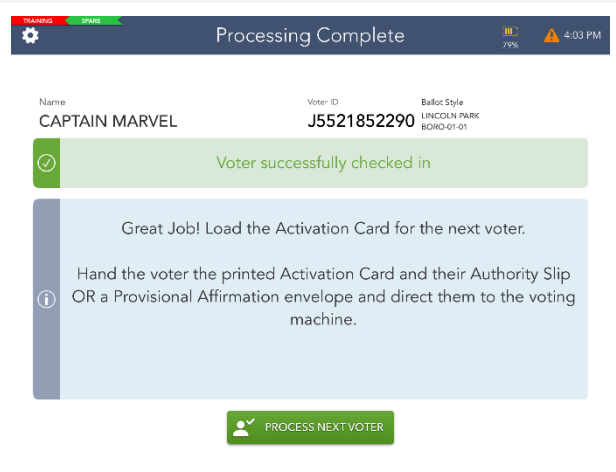 TRAINING SPARE
Processing Complete
79%
4:03 PM
Name
Voter ID
Ballot Style
CAPTAIN MARVEL
J5521852290
LINCOLN PARK
BORO-01-01
Voter successfully checked in
Great Job! Load the Activation Card for the next voter.
Hand the voter the printed Activation Card and their Authority Slip
OR a Provisional Affirmation envelope and direct them to the voting
machine.
PROCESS NEXT VOTER